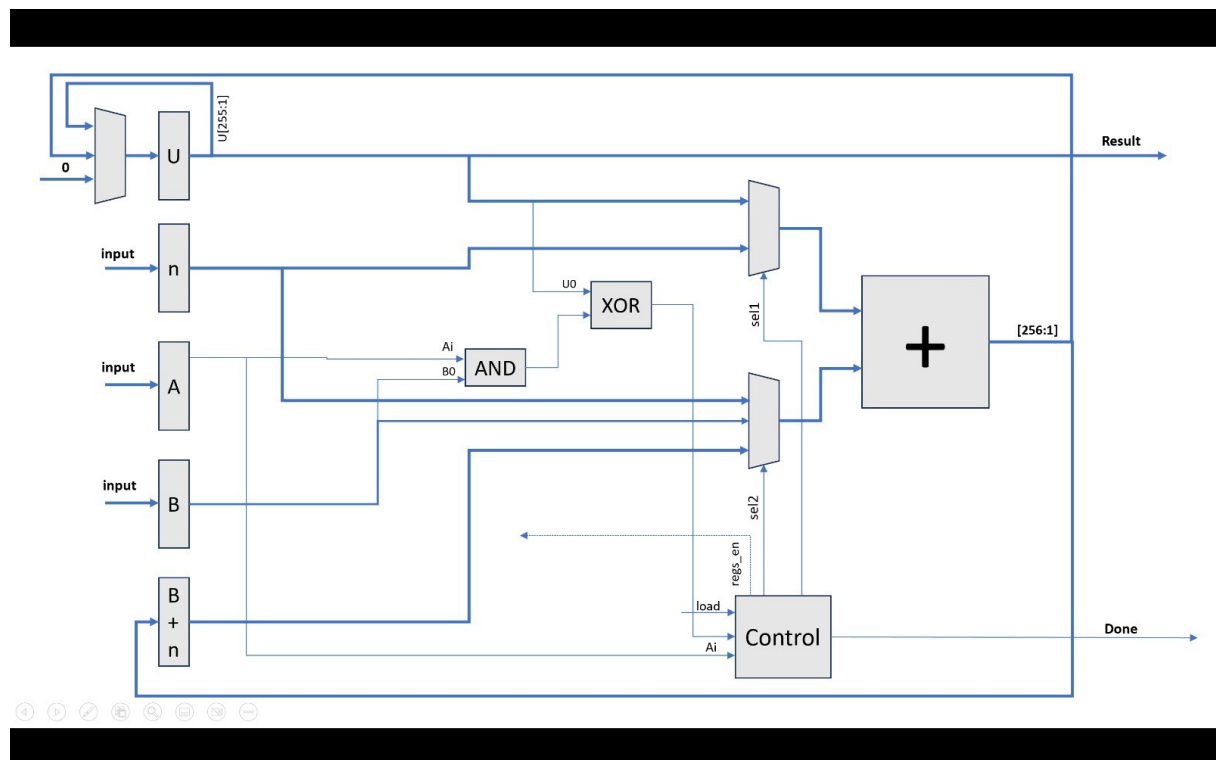 U[255:1]
0
U
Result
input
n
U0
XOR
sel1
+
[256:1]
input
A
Ai
B0
AND
input
B
sel2
regs_en
B
+
n
load
Control
Ai
Done